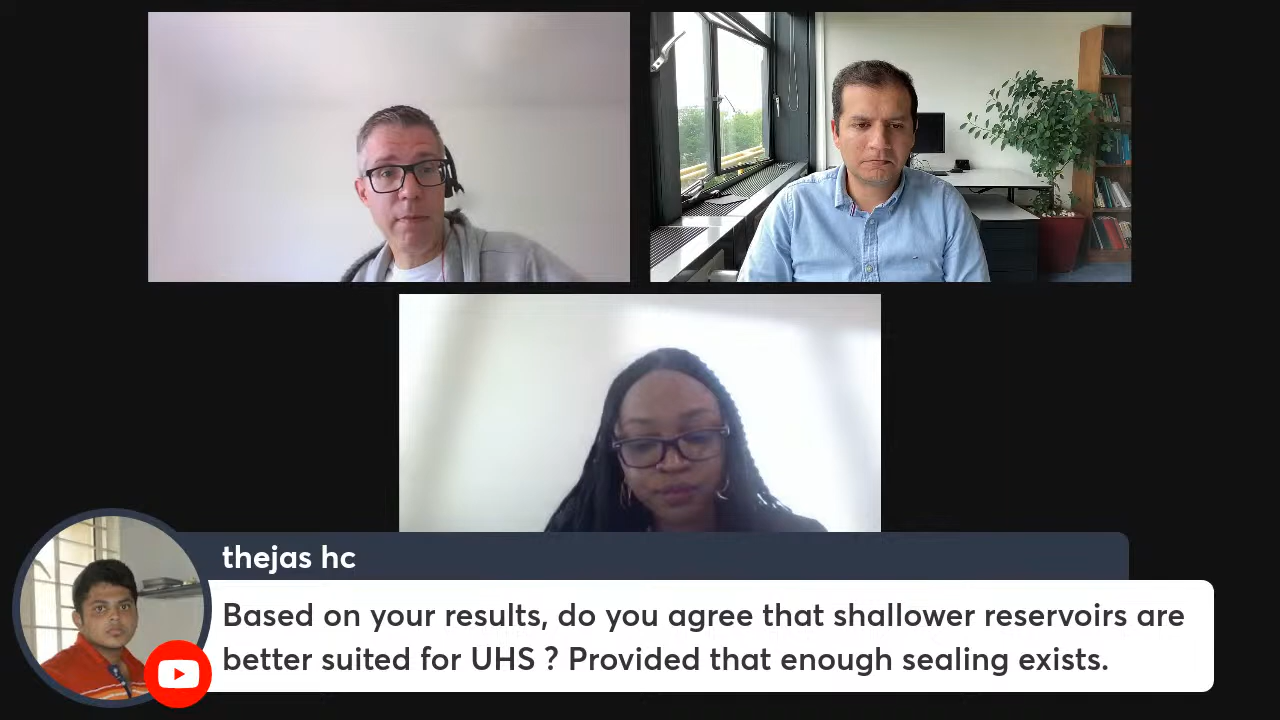 thejas hc
Based on your results, do you agree that shallower reservoirs are
better suited for UHS ? Provided that enough sealing exists.